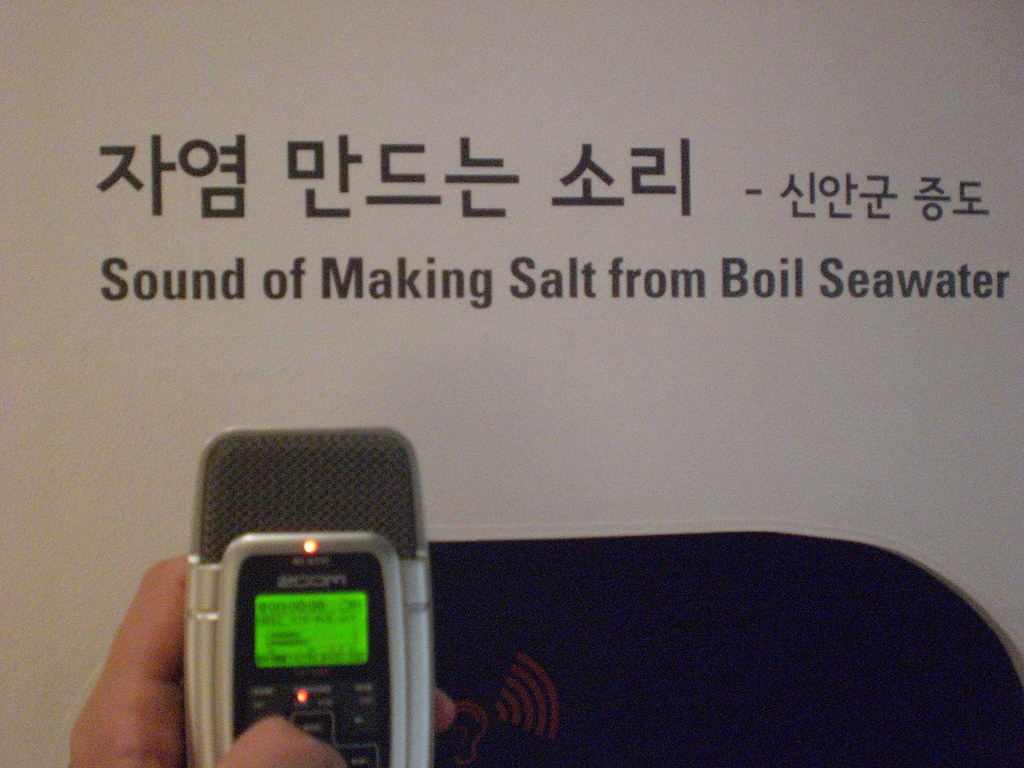 자염 만드는 소리 - 신안군 증도
Sound of Making Salt from Boil Seawater
ZOOM